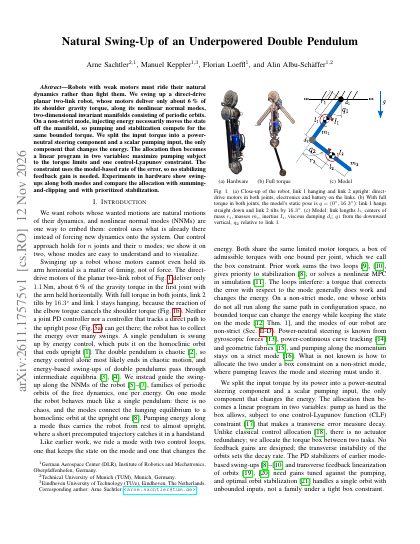 Natural Swing-Up of an Underpowered Double Pendulum
Arne Sachtler2,1, Manuel Keppler1,3, Florian Loeffl1, and Alin Albu-Schäffer1,2
Abstract—Robots with weak motors must ride their natural
dynamics rather than fight them. We swing up a direct-drive
planar two-link robot, whose motors deliver only about 6 % of
its shoulder gravity torque, along its nonlinear normal modes,
two-dimensional invariant manifolds consisting of periodic orbits.
On a non-strict mode, injecting energy necessarily moves the state
off the manifold, so pumping and stabilization compete for the
same bounded torque. We split the input torques into a power-
neutral steering component and a scalar pumping input, the only
component that changes the energy. The allocation then becomes
a linear program in two variables: maximize pumping subject to
the torque limits and one control-Lyapunov constraint. The
constraint uses the model-based rate of the error, so no stabilizing
feedback gain is designed. Experiments in hardware show swing-
ups along both modes and compare the allocation with summing-
and-clipping and with prioritized stabilization.
I. INTRODUCTION
We want robots whose wanted motions are natural motions
of their dynamics, and nonlinear normal modes (NNMs) are
one way to embed them: control uses what is already there
instead of forcing new dynamics onto the system. Our control
approach holds for n joints and their n modes; we show it on
two, whose modes are easy to understand and to visualize.
Swinging up a robot whose motors cannot even hold its
arm horizontal is a matter of timing, not of force. The direct-
drive motors of the planar two-link robot of Fig. 1 deliver only
1.1 Nm, about 6% of the gravity torque in the first joint with
the arm held horizontally. With full torque in both joints, link 2
tilts by 16.3° and link 1 hangs, because the reaction of
the elbow torque cancels the shoulder torque (Fig. 1b). Neither
a joint PD controller nor a controller that tracks a direct path to
the upright pose (Fig. 5a) can get there; the robot has to collect
the energy over many swings. A single pendulum is swung up
by energy control, which puts it on the homoclinic orbit
that ends upright [1]. The double pendulum is chaotic [2], so
energy control alone most likely ends in chaotic motion, and
energy-based swing-ups of double pendulums pass through
intermediate equilibria [3], [4]. We instead guide the swing-
up along the NNMs of the robot [5]–[7], families of periodic
orbits of the free dynamics, one per energy. On one mode the
robot behaves much like a single pendulum: there is no
chaos, and the modes connect the hanging equilibrium to a
homoclinic orbit at the upright one [8]. Pumping energy along
a mode thus carries the robot from rest to almost upright,
where a short precomputed trajectory catches it in a handstand.
Like earlier work, we ride a mode with two control loops,
one that keeps the state on the mode and one that changes the
1German Aerospace Center (DLR), Institute of Robotics and Mechatronics,
Oberpfaffenhofen, Germany.
2Technical University of Munich (TUM), Munich, Germany.
3Eindhoven University of Technology (TU/e), Eindhoven, The Netherlands.
Corresponding author: Arne Sachtler <arne.sachtler@tum.de>
(a) Hardware
(b) Full torque
(c) Model
Fig. 1. (a) Close-up of the robot, link 1 hanging and link 2 upright: direct-
drive motors in both joints, electronics and battery on the links. (b) With
full torque in both joints, the model's static pose is q = (0°, 16.3°): link 1 hangs
straight down and link 2 tilts by 16.3°. (c) Model: link lengths li, centers of
mass ri, masses mi, inertias Ii, viscous damping di; q1 from the downward
vertical, q2 relative to link 1.
energy. Both share the same limited motor torques, a box of
admissible torques with one bound per joint, which we call
the box constraint. Prior work sums the two loops [9], [10],
gives priority to stabilization [8], or solves a nonlinear MPC
in simulation [11]. The loops interfere: a torque that corrects
the error with respect to the mode generally does work and
changes the energy. On a non-strict mode, one whose orbits
do not all run along the same path in configuration space, no
bounded torque can change the energy while keeping the state
on the mode [12, Thm. 1], and the modes of our robot are
non-strict (Sec. II-D). Power-neutral steering is known from
gyroscopic forces [13], power-continuous curve tracking [14]
and geometric fabrics [15], and pumping along the momentum
stays on a strict mode [16]. What is not known is how to
allocate the two under a box constraint on a non-strict mode,
where pumping leaves the mode and steering must undo it.
We split the input torque by its power into a power-neutral
steering component and a scalar pumping input, the only
component that changes the energy. The allocation then be-
comes a linear program in two variables: pump as hard as the
box allows, subject to one control-Lyapunov function (CLF)
constraint [17] that makes a transverse error measure decay.
Unlike classical control allocation [18], there is no actuator
redundancy; we allocate the torque box between two tasks. No
feedback gains are designed; the transverse instability of the
orbits sets the decay rate. The PD stabilizers of earlier mode-
based swing-ups [8]–[10] and transverse feedback linearization
of orbits [19], [20] need gains tuned against the pumping,
and optimal orbit stabilization [21] handles a single orbit with
unbounded inputs, not a family under a tight box constraint.
arXiv:2611.17575v1 [cs.RO] 12 Nov 2026